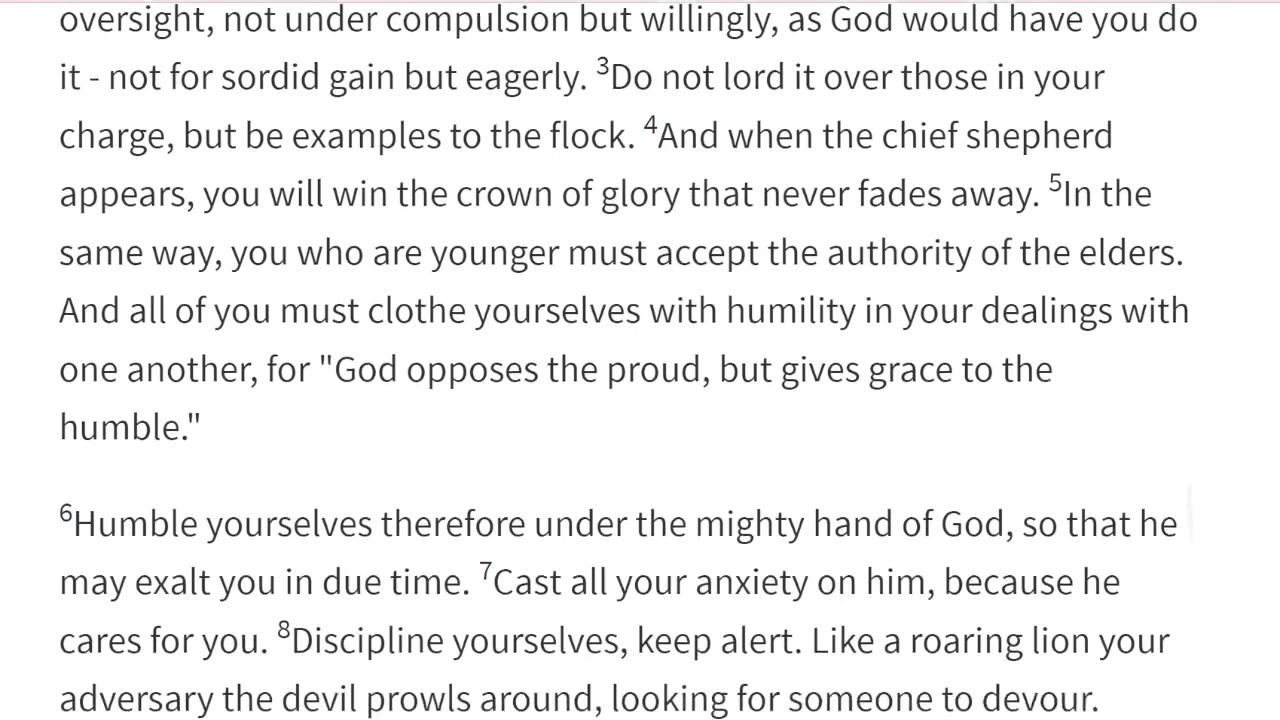 oversight, not under compulsion but willingly, as God would have you do
it - not for sordid gain but eagerly. ³Do not lord it over those in your
charge, but be examples to the flock. ⁴And when the chief shepherd
appears, you will win the crown of glory that never fades away. ⁵In the
same way, you who are younger must accept the authority of the elders.
And all of you must clothe yourselves with humility in your dealings with
one another, for "God opposes the proud, but gives grace to the
humble."
⁶Humble yourselves therefore under the mighty hand of God, so that he
may exalt you in due time. ⁷Cast all your anxiety on him, because he
cares for you. ⁸Discipline yourselves, keep alert. Like a roaring lion your
adversary the devil prowls around, looking for someone to devour.